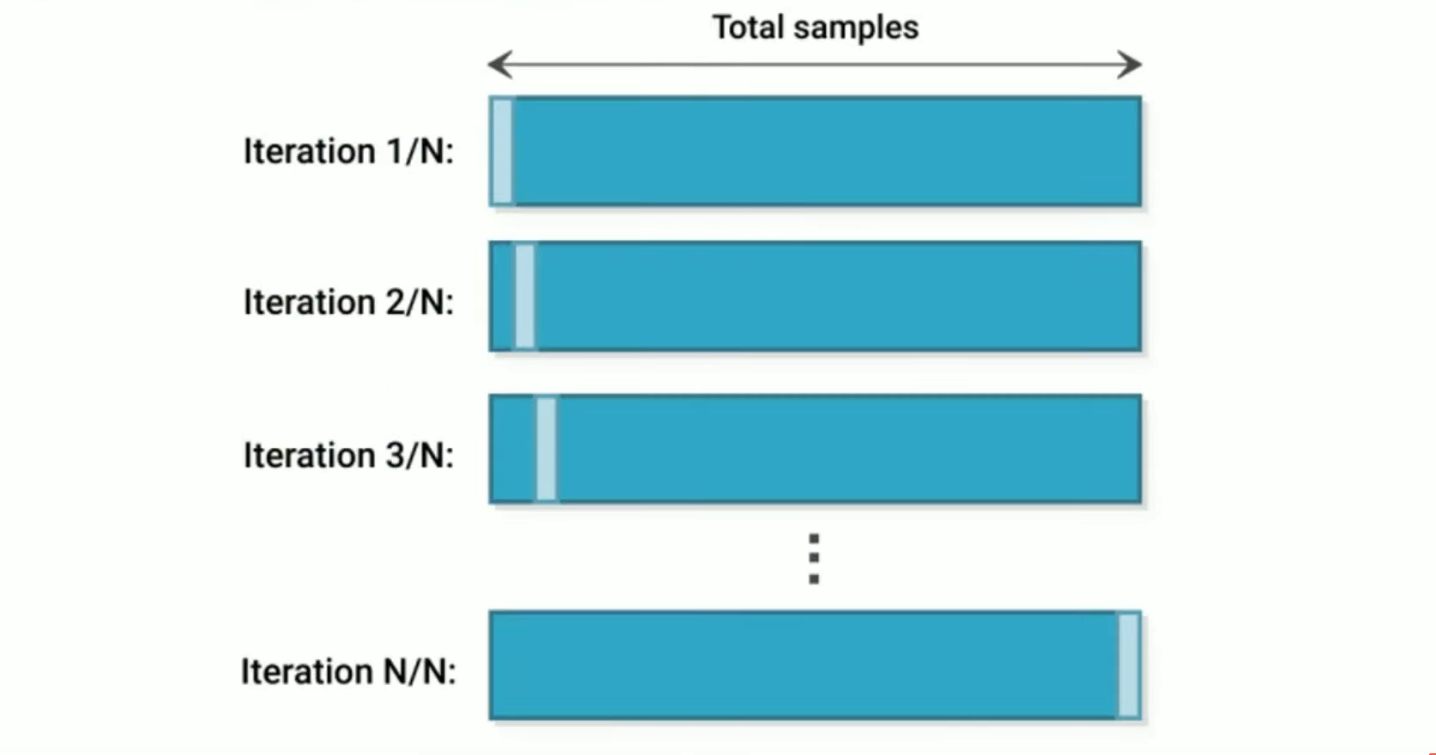 Total samples
Iteration 1/N:
Iteration 2/N:
Iteration 3/N:
Iteration N/N: